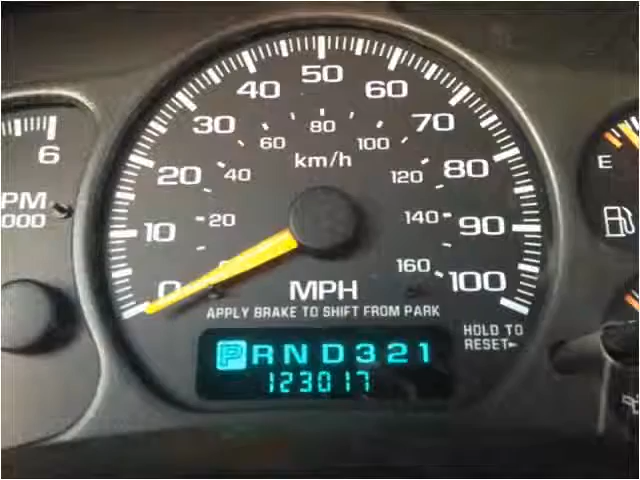 50
40 60
30 80 70
60 100
km/h
6
20 40 120 80
E
PM
000
10 20 140 90
0 160 100
MPH
APPLY BRAKE TO SHIFT FROM PARK
HOLD TO
RESET
PRND321
123017